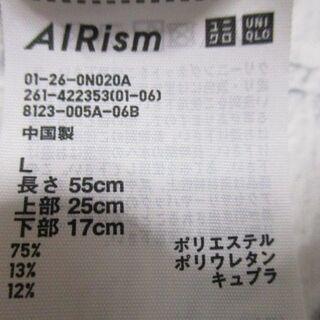 AIRism
ユニクロ
UNIQLO
01-26-0N020A
261-422353(01-06)
8123-005A-06B
中国製
L
長さ 55cm
上部 25cm
下部 17cm
75% ポリエステル
13% ポリウレタン
12% キュプラ